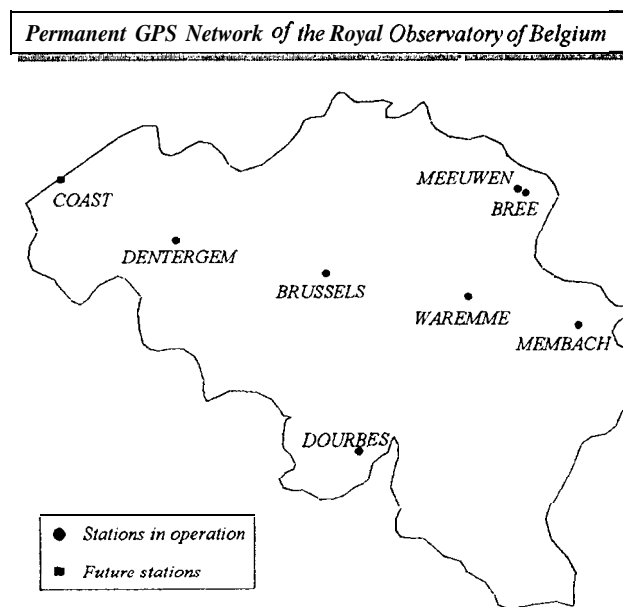 Permanent GPS Network of the Royal Observatory of Belgium
MEEUWEN
COAST
BREE
DENTERGEM
BRUSSELS
WAREMME
MEMBACH
DOURBES
Stations in operation
Future stations